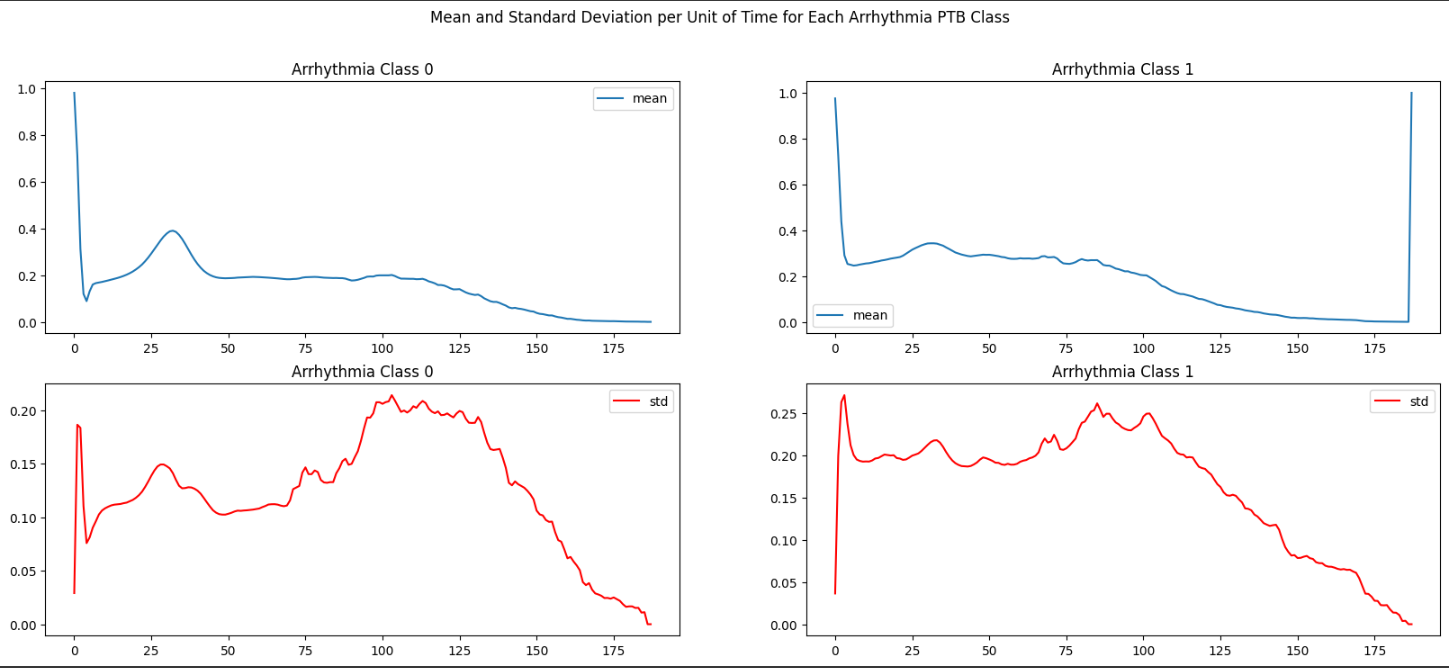 Mean and Standard Deviation per Unit of Time for Each Arrhythmia PTB Class
Arrhythmia Class 0
mean
1.0
0.8
0.6
0.4
0.2
0.0
0 25 50 75 100 125 150 175
Arrhythmia Class 1
mean
1.0
0.8
0.6
0.4
0.2
0.0
0 25 50 75 100 125 150 175
Arrhythmia Class 0
std
0.20
0.15
0.10
0.05
0.00
0 25 50 75 100 125 150 175
Arrhythmia Class 1
std
0.25
0.20
0.15
0.10
0.05
0.00
0 25 50 75 100 125 150 175